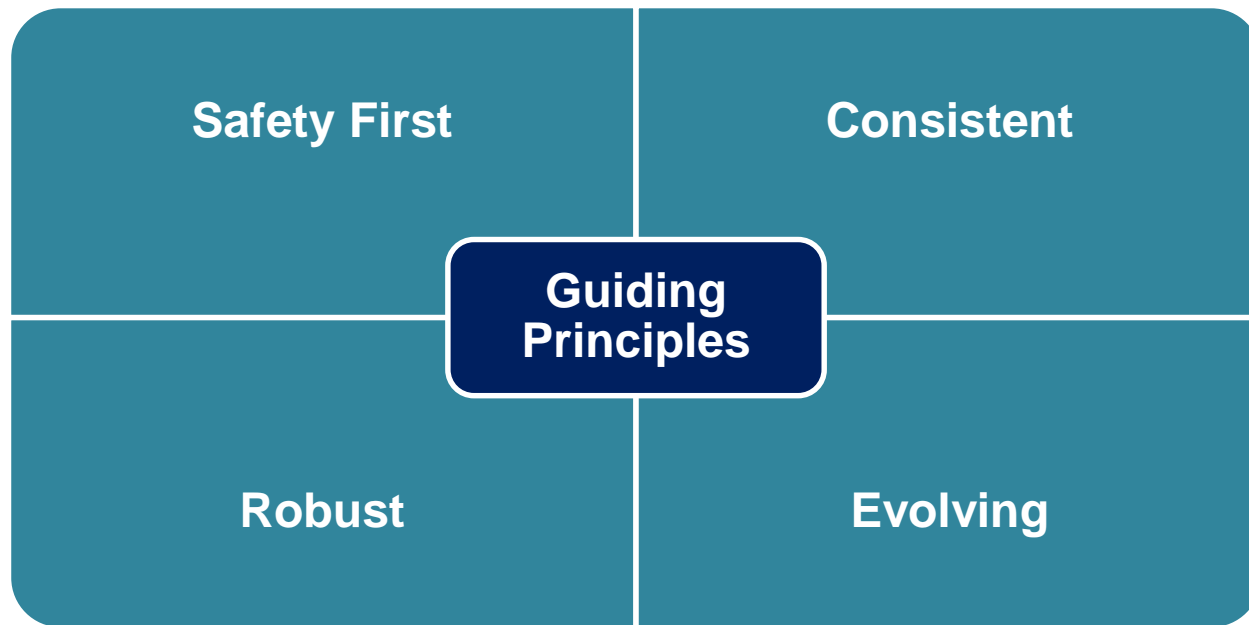 Safety First
Consistent
Guiding
Principles
Robust
Evolving